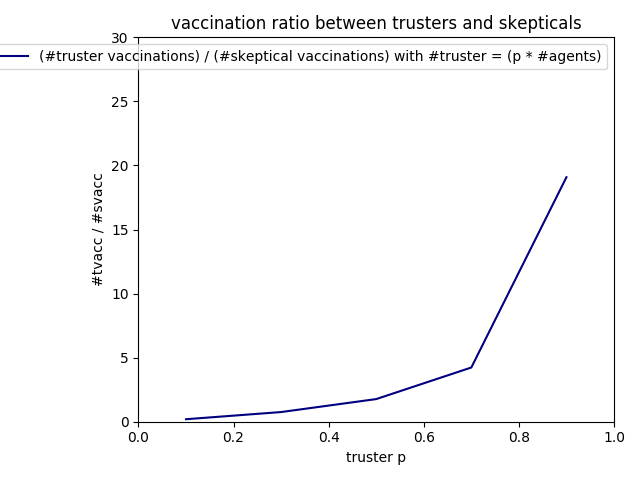 vaccination ratio between trusters and skepticals
(#truster vaccinations) / (#skeptical vaccinations) with #truster = (p * #agents)
#tvacc / #svacc
30
25
20
15
10
5
0
0.0 0.2 0.4 0.6 0.8 1.0
truster p